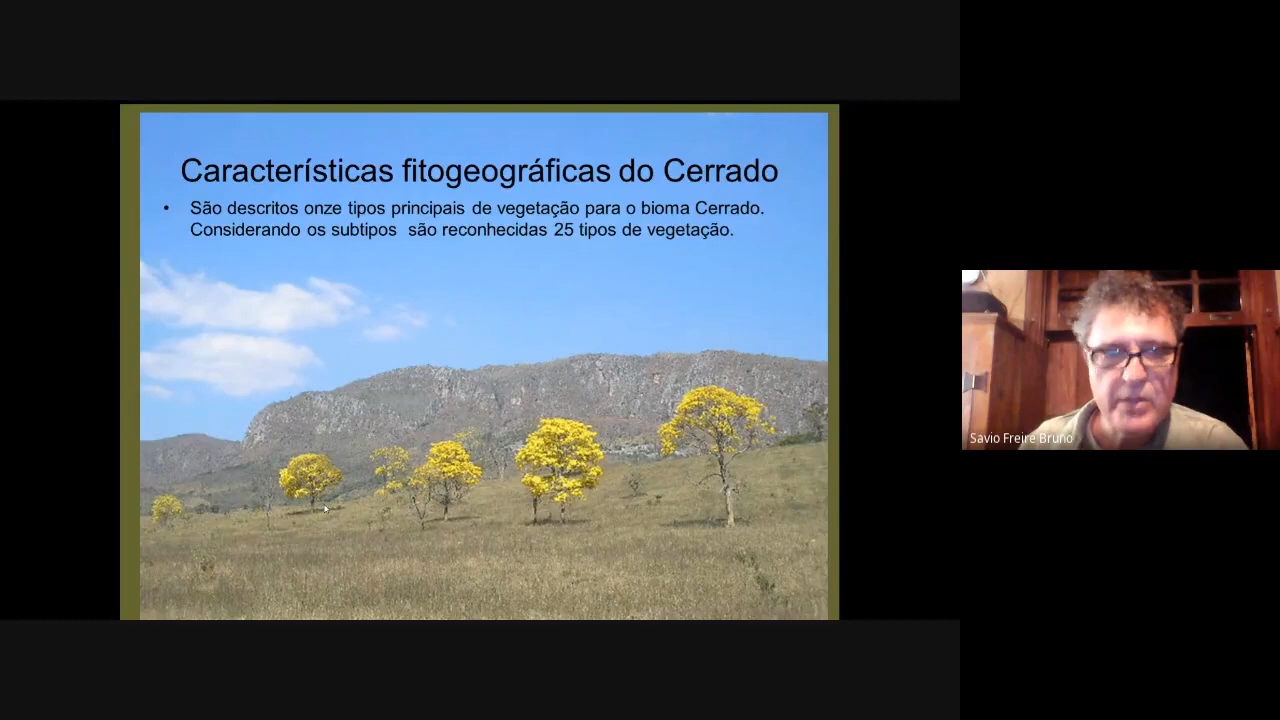 Características fitogeográficas do Cerrado
• São descritos onze tipos principais de vegetação para o bioma Cerrado.
Considerando os subtipos são reconhecidas 25 tipos de vegetação.
Savio Freire Bruno